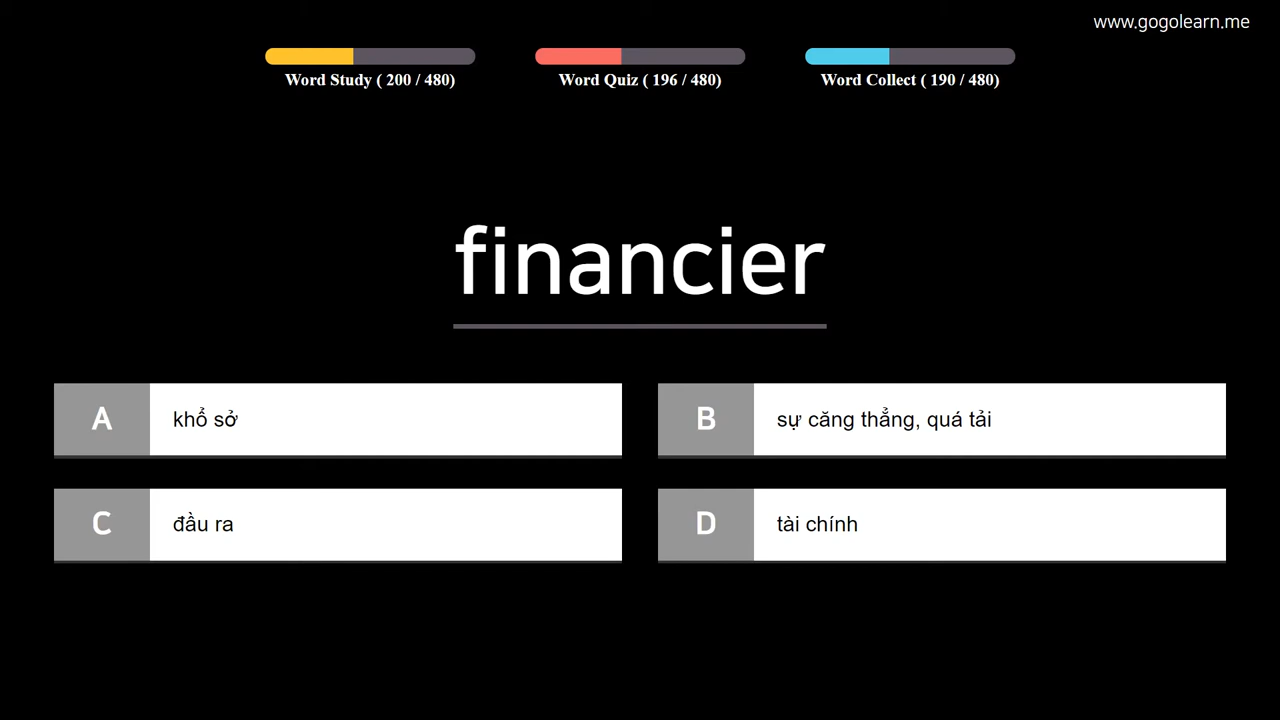 www.gogolearn.me
Word Study ( 200 / 480)
Word Quiz ( 196 / 480)
Word Collect ( 190 / 480)
financier
A
khổ sở
B
sự căng thẳng, quá tải
C
đầu ra
D
tài chính